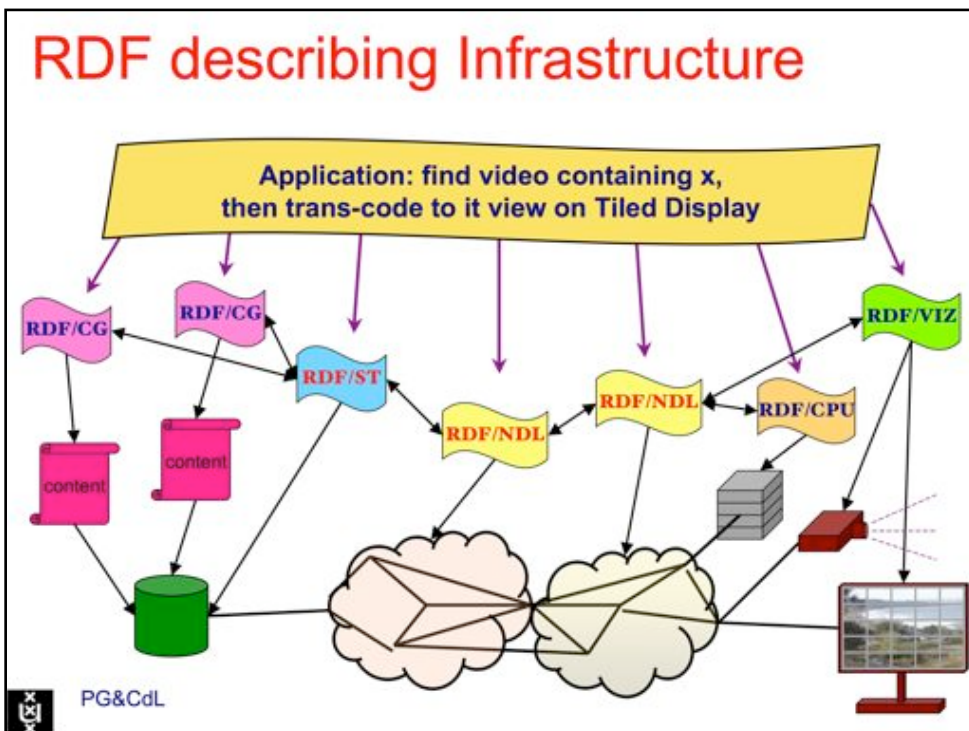 RDF describing Infrastructure
Application: find video containing x,
then trans-code to it view on Tiled Display
RDF/CG
RDF/CG
RDF/ST
RDF/NDL
RDF/NDL
RDF/CPU
RDF/VIZ
content
content
PG&CdL